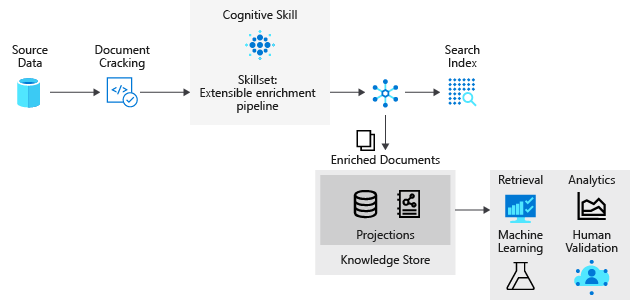 Cognitive Skill
Source
Data
Document
Cracking
</>
Skillset:
Extensible enrichment
pipeline
Search
Index
Enriched Documents
Projections
Knowledge Store
Retrieval
Analytics
Machine
Learning
Human
Validation